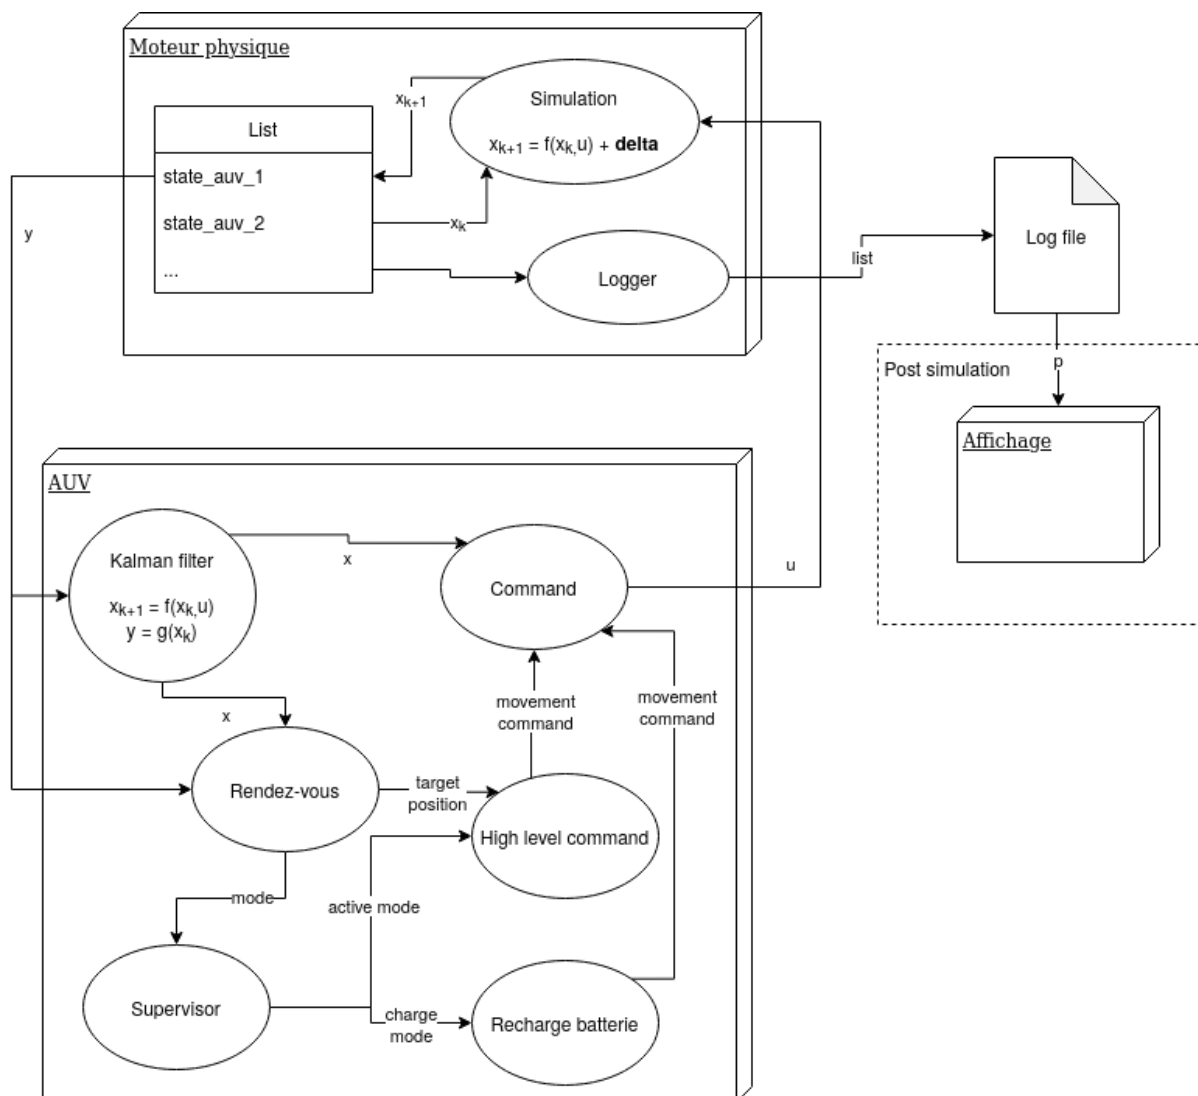 Moteur physique
Simulation
x_{k+1} = f(x_k,u) + delta
x_{k+1}
List
state_auv_1
state_auv_2
...
x_k
Logger
y
list
Log file
p
Post simulation
Affichage
AUV
Kalman filter
x_{k+1} = f(x_k,u)
y = g(x_k)
x
Command
u
movement
command
movement
command
x
Rendez-vous
target
position
High level command
mode
active mode
Supervisor
charge
mode
Recharge batterie